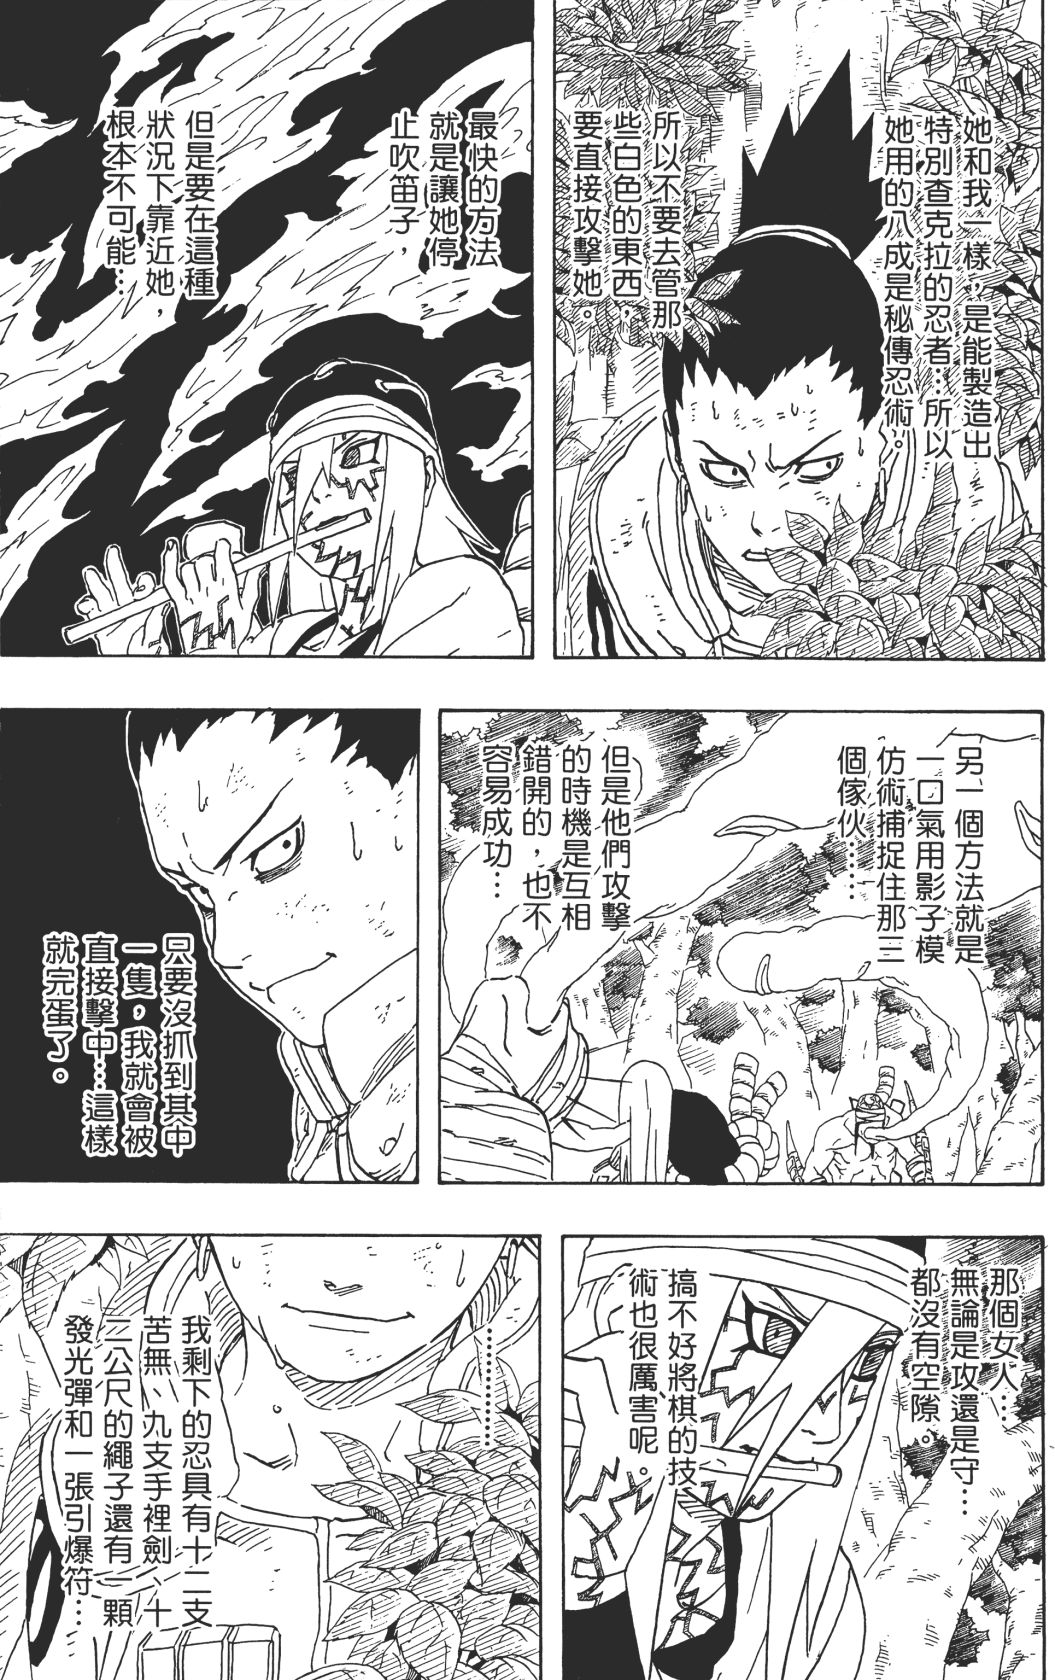 她和我一樣，是能製造出
特別查克拉的忍者…所以
她用的八成是秘傳忍術。
所以不要去管那
些白色的東西，
要直接攻擊她。
最快的方法
就是讓她停
止吹笛子，
但是要在這種
狀況下靠近她，
根本不可能…
另一個方法就是
一口氣用影子模
仿術捕捉住那三
個傢伙……
但是他們攻擊
的時機是互相
錯開的，也不
容易成功…
只要沒抓到其中
一隻，我就會被
直接擊中…這樣
就完蛋了。
那個女人…
無論是攻還是守…
都沒有空隙。
搞不好將棋的技
術也很厲害呢。
…………
我剩下的忍具有十二支
苦無、九支手裡劍、十
二公尺的繩子還有一顆
發光彈和一張引爆符…